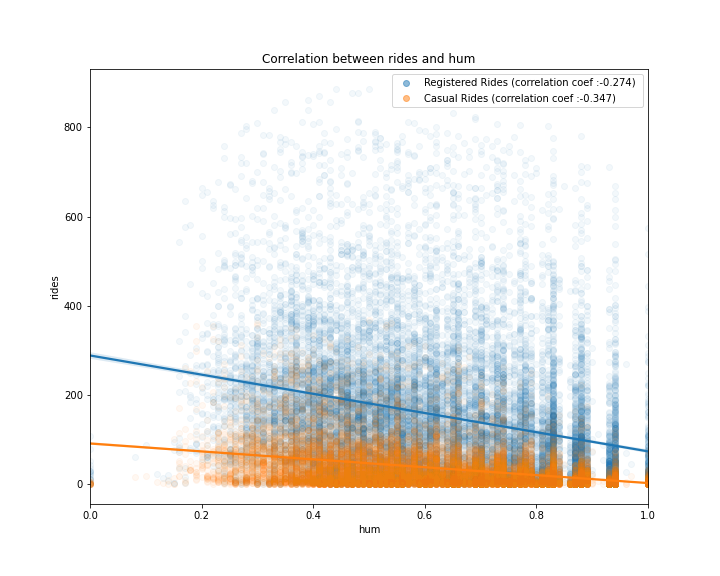 Correlation between rides and hum
Registered Rides (correlation coef :-0.274)
Casual Rides (correlation coef :-0.347)
800
600
400
200
0
rides
0.0 0.2 0.4 0.6 0.8 1.0
hum